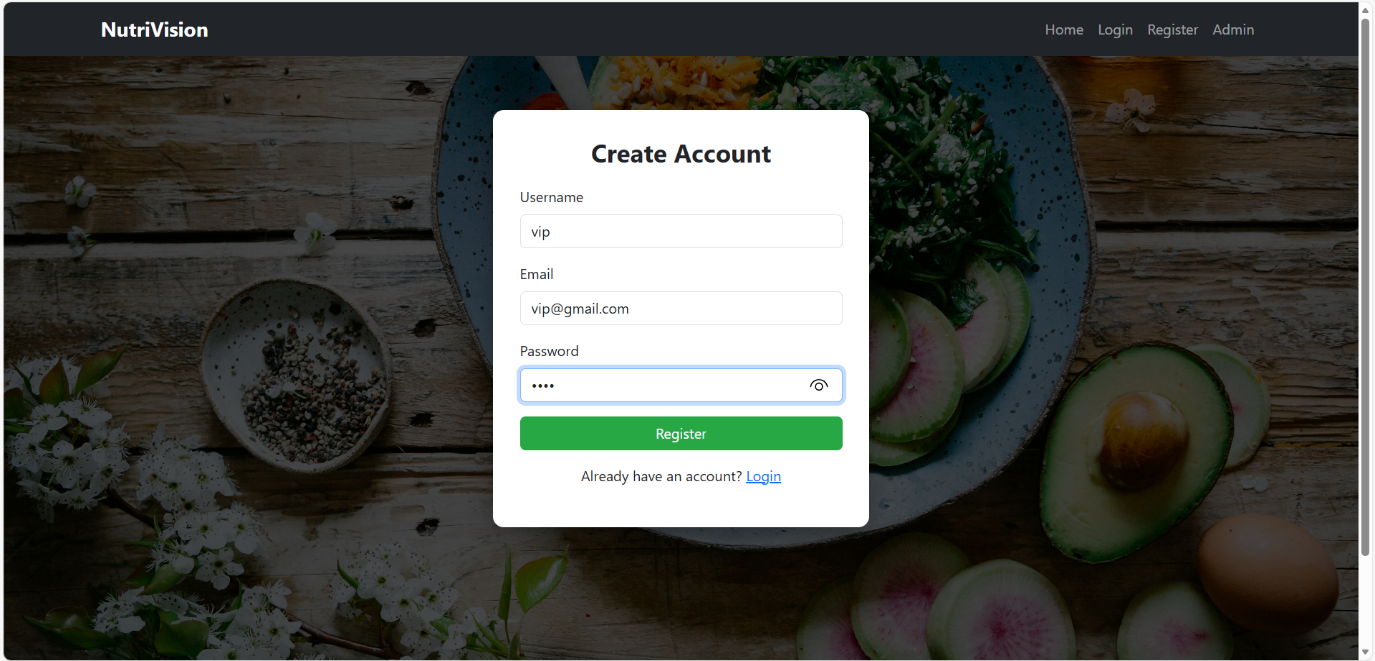 NutriVision
Home Login Register Admin
Create Account
Username
vip
Email
vip@gmail.com
Password
••••
Register
Already have an account? Login